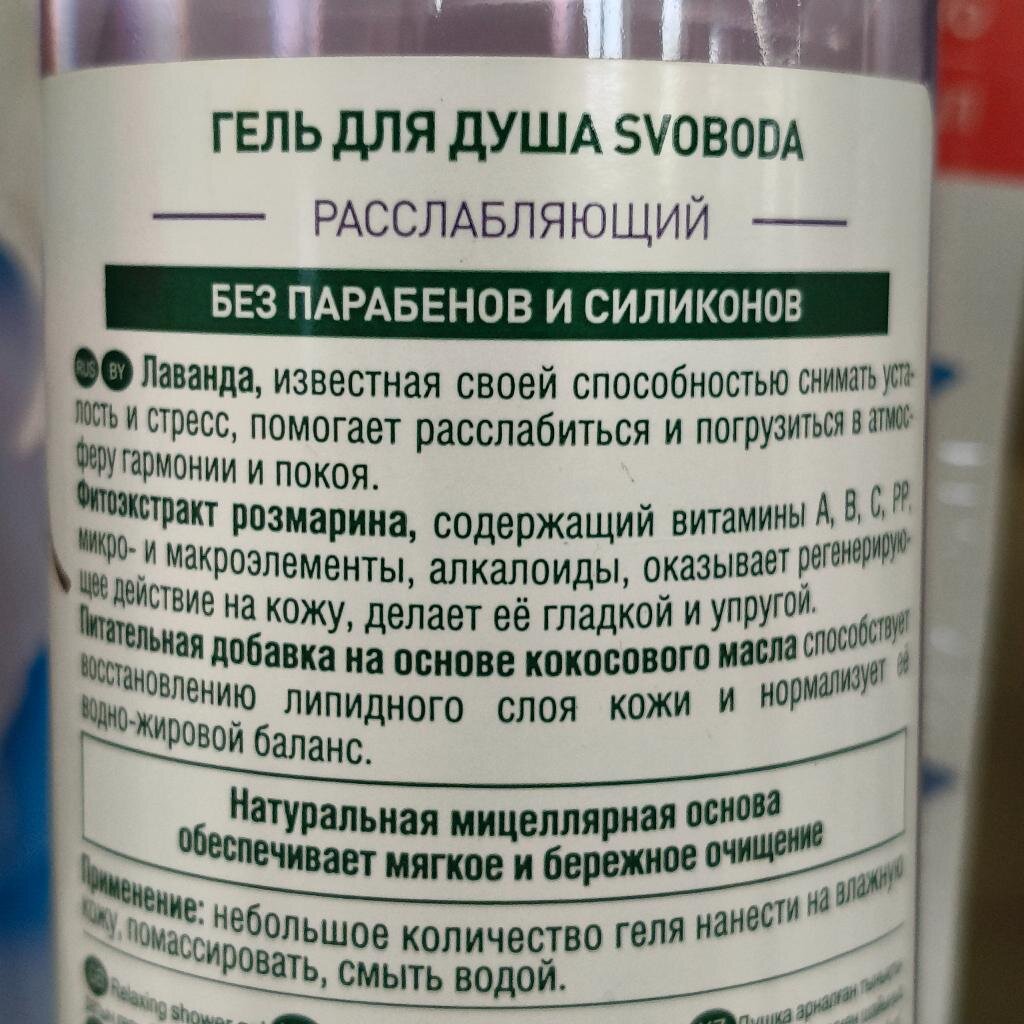 ГЕЛЬ ДЛЯ ДУША SVOBODA
РАССЛАБЛЯЮЩИЙ
БЕЗ ПАРАБЕНОВ И СИЛИКОНОВ
RUS BY Лаванда, известная своей способностью снимать уста-
лость и стресс, помогает расслабиться и погрузиться в атмос-
феру гармонии и покоя.
Фитоэкстракт розмарина, содержащий витамины А, В, С, РР,
микро- и макроэлементы, алкалоиды, оказывает регенерирую-
щее действие на кожу, делает её гладкой и упругой.
Питательная добавка на основе кокосового масла способствует
восстановлению липидного слоя кожи и нормализует её
водно-жировой баланс.
Натуральная мицеллярная основа
обеспечивает мягкое и бережное очищение
Применение: небольшое количество геля нанести на влажную
кожу, помассировать, смыть водой.
Relaxing shower
Душқа арналған